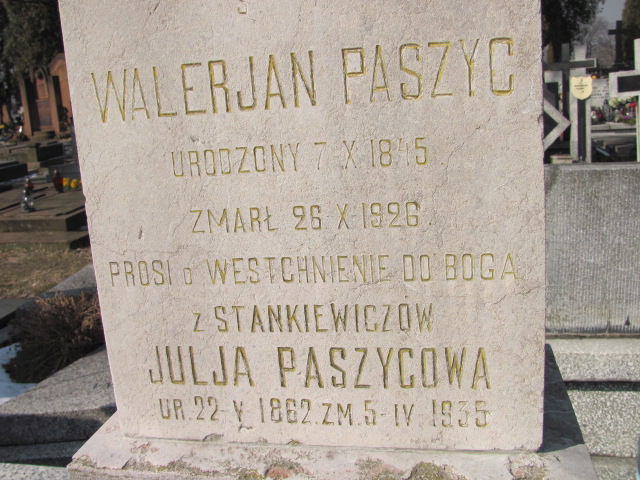 WALERJAN PASZYC
URODZONY 7 X 1845
ZMARŁ 26 X 1926
PROSI O WESTCHNIENIE DO BOGA
Z STANKIEWICZÓW
JULJA PASZYCOWA
UR. 22-V 1862. ZM. 5-IV 1935